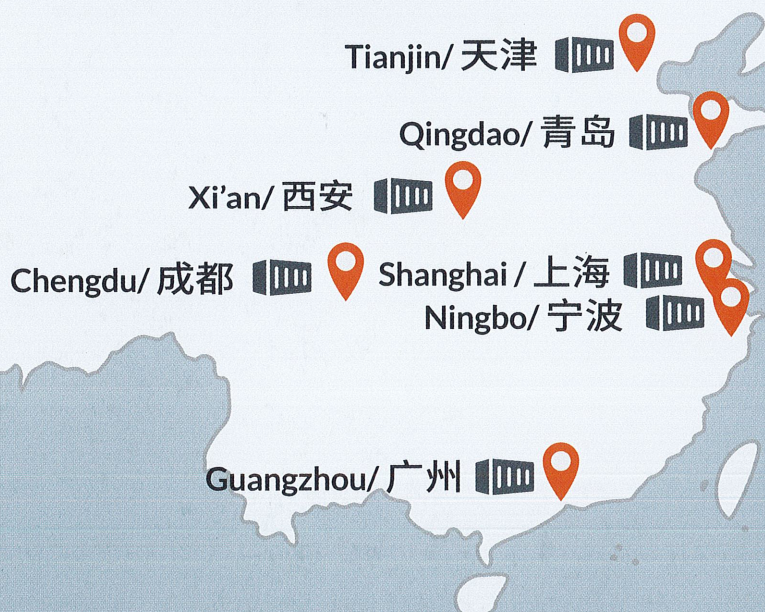 Tianjin/ 天津
Qingdao/ 青岛
Xi’an/ 西安
Chengdu/ 成都
Shanghai / 上海
Ningbo/ 宁波
Guangzhou/ 广州